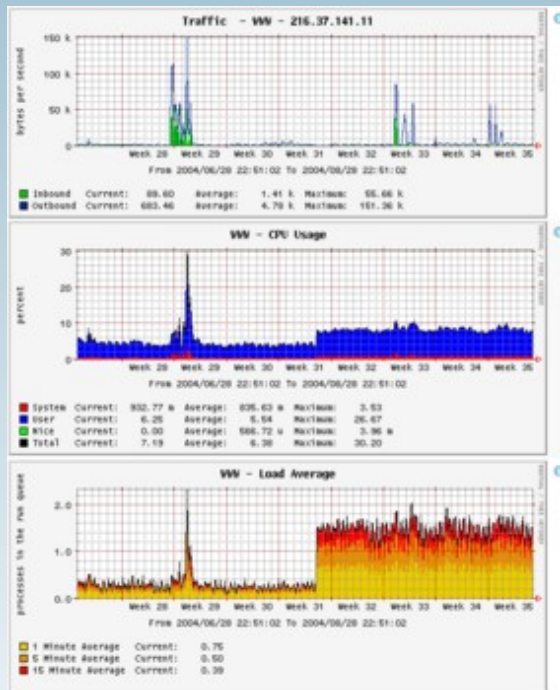 Traffic - WWW - 216.37.141.11
bytes per second
150 k
100 k
50 k
0
Week 28 Week 29 Week 30 Week 31 Week 32 Week 33 Week 34 Week 35
From 2004/06/28 22:51:02 To 2004/08/28 22:51:02
Inbound Current: 89.60 Average: 1.41 k Maximum: 55.66 k
Outbound Current: 683.46 Average: 4.78 k Maximum: 151.36 k
WWW - CPU Usage
percent
30
20
10
0
Week 28 Week 29 Week 30 Week 31 Week 32 Week 33 Week 34 Week 35
From 2004/06/28 22:51:02 To 2004/08/28 22:51:02
System Current: 932.77 m Average: 835.63 m Maximum: 3.53
User Current: 6.25 Average: 5.54 Maximum: 26.67
Nice Current: 0.00 Average: 586.72 u Maximum: 3.96 m
Total Current: 7.19 Average: 6.38 Maximum: 30.20
WWW - Load Average
processes in the run queue
2.0
1.0
0.0
Week 28 Week 29 Week 30 Week 31 Week 32 Week 33 Week 34 Week 35
From 2004/06/28 22:51:02 To 2004/08/28 22:51:02
1 Minute Average Current: 0.75
5 Minute Average Current: 0.50
15 Minute Average Current: 0.39